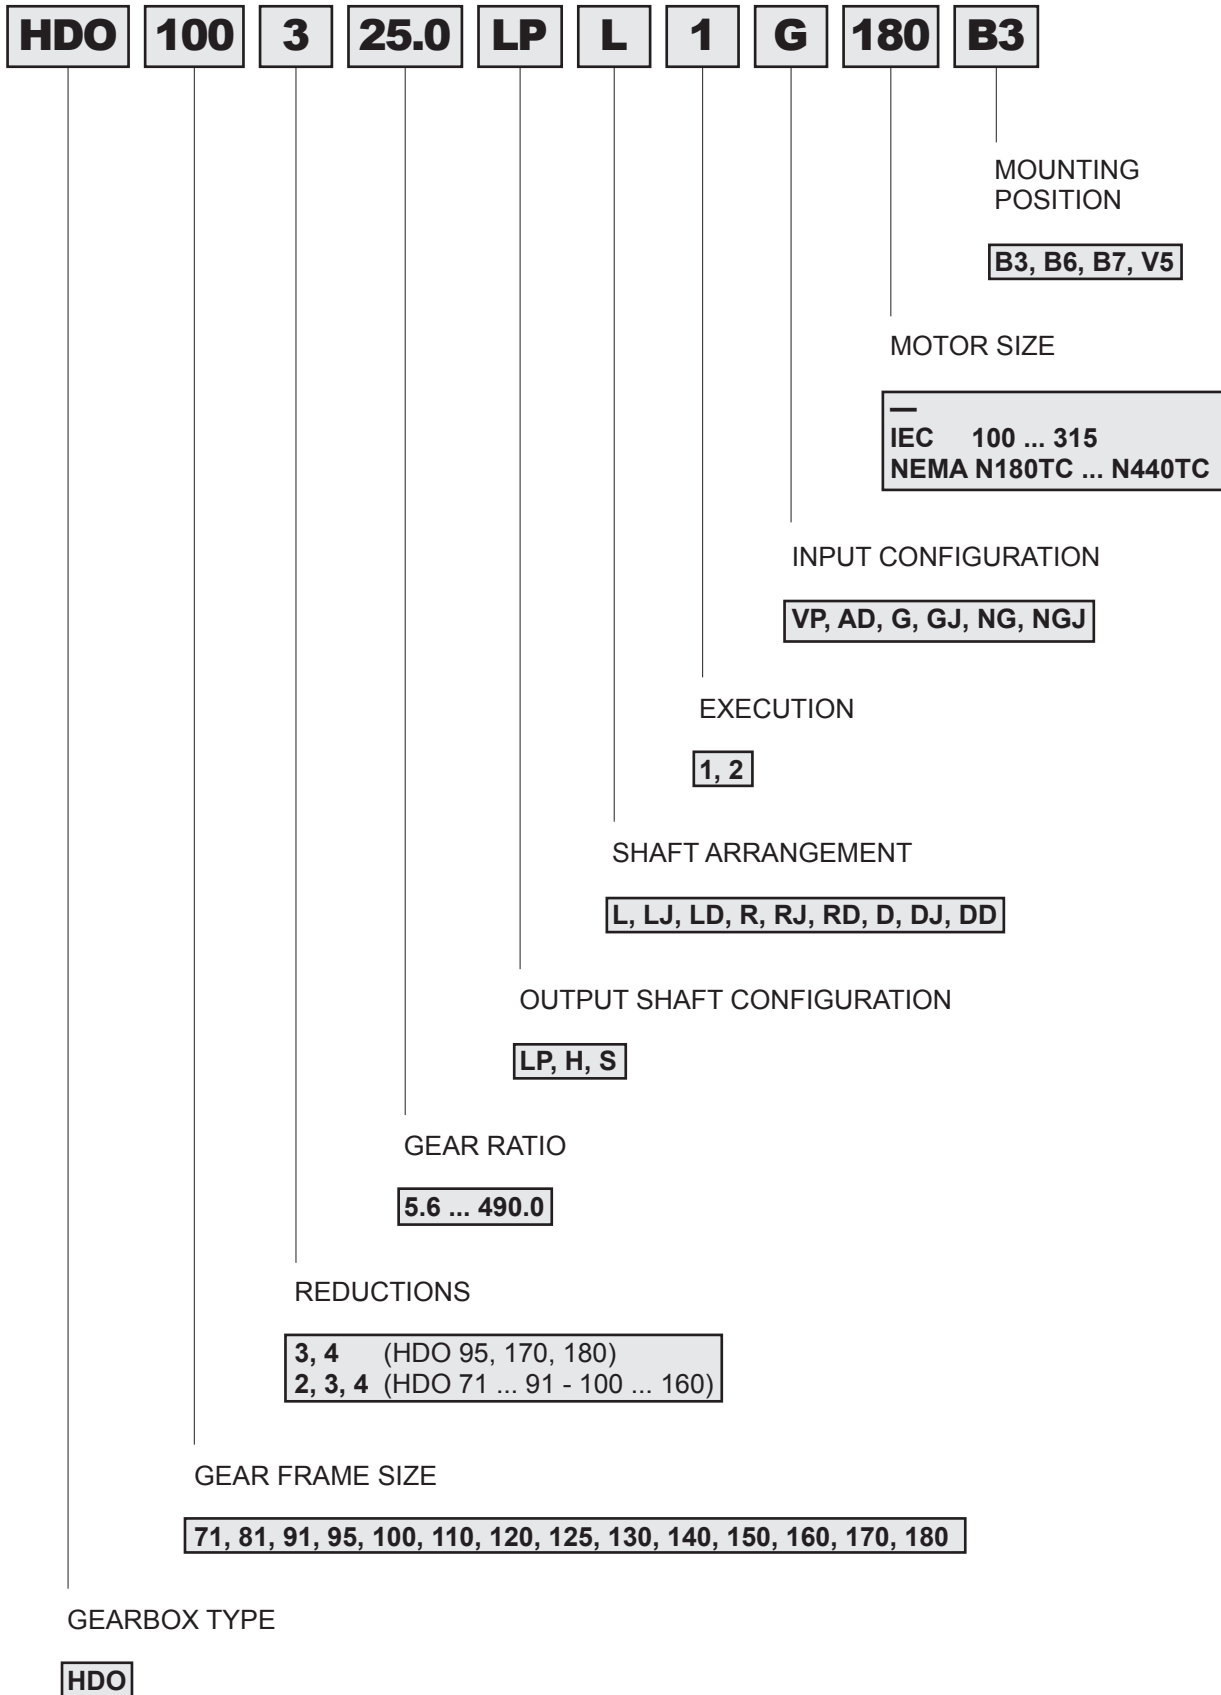 HDO 100 3 25.0 LP L 1 G 180 B3
MOUNTING
POSITION
B3, B6, B7, V5
MOTOR SIZE
—
IEC 100 ... 315
NEMA N180TC ... N440TC
INPUT CONFIGURATION
VP, AD, G, GJ, NG, NGJ
EXECUTION
1, 2
SHAFT ARRANGEMENT
L, LJ, LD, R, RJ, RD, D, DJ, DD
OUTPUT SHAFT CONFIGURATION
LP, H, S
GEAR RATIO
5.6 ... 490.0
REDUCTIONS
3, 4 (HDO 95, 170, 180)
2, 3, 4 (HDO 71 ... 91 - 100 ... 160)
GEAR FRAME SIZE
71, 81, 91, 95, 100, 110, 120, 125, 130, 140, 150, 160, 170, 180
GEARBOX TYPE
HDO